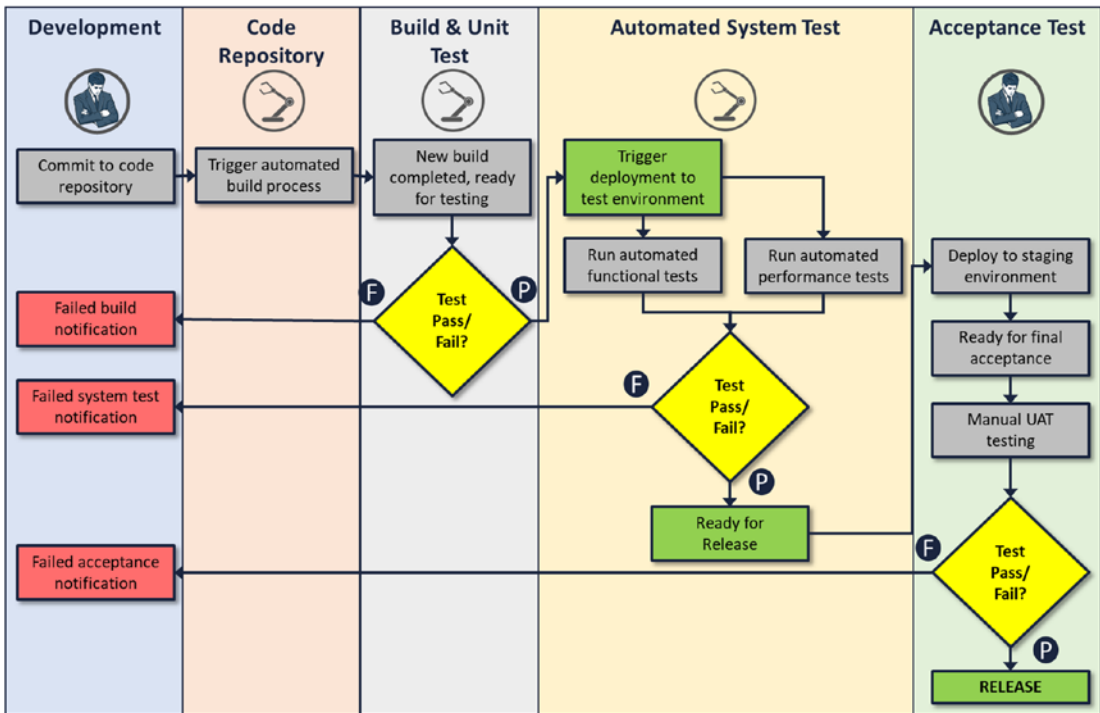 Development
Code
Repository
Build & Unit
Test
Automated System Test
Acceptance Test
Commit to code
repository
Trigger automated
build process
New build
completed, ready
for testing
Trigger
deployment to
test environment
Run automated
functional tests
Run automated
performance tests
Deploy to staging
environment
Failed build
notification
F
Test
Pass/
Fail?
P
Ready for final
acceptance
Failed system test
notification
F
Test
Pass/
Fail?
P
Manual UAT
testing
Ready for
Release
Failed acceptance
notification
F
Test
Pass/
Fail?
P
RELEASE